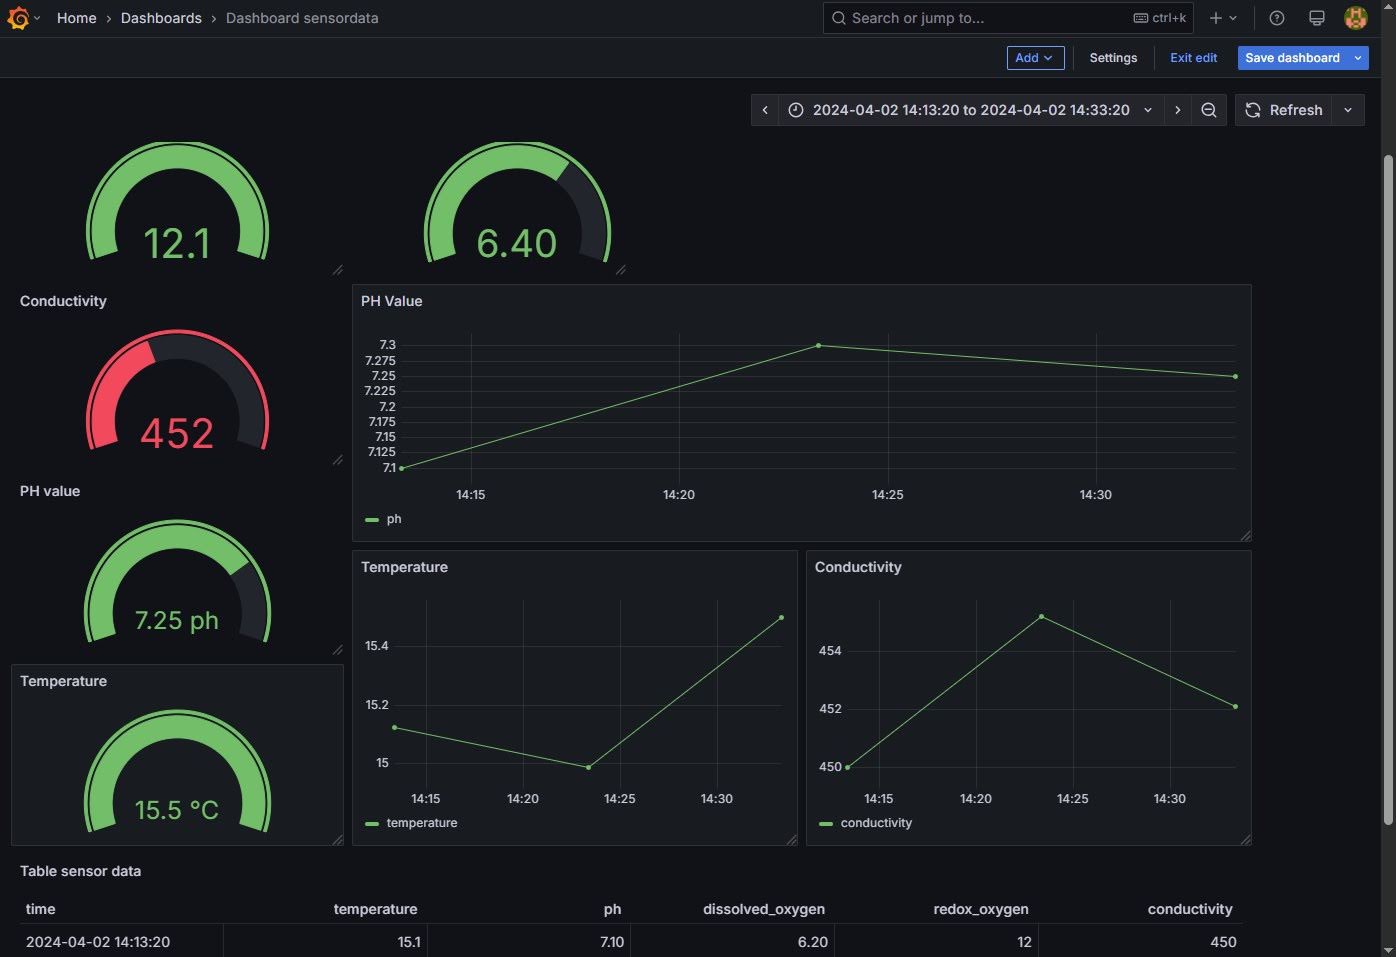 Home > Dashboards > Dashboard sensordata
Search or jump to...
ctrl+k
Add
Settings
Exit edit
Save dashboard
2024-04-02 14:13:20 to 2024-04-02 14:33:20
Refresh
12.1
6.40
Conductivity
452
PH Value
7.3
7.275
7.25
7.225
7.2
7.175
7.15
7.125
7.1
14:15 14:20 14:25 14:30
ph
PH value
7.25 ph
Temperature
15.5 °C
Temperature
15.4
15.2
15
14:15 14:20 14:25 14:30
temperature
Conductivity
454
452
450
14:15 14:20 14:25 14:30
conductivity
Table sensor data
time temperature ph dissolved_oxygen redox_oxygen conductivity
2024-04-02 14:13:20 15.1 7.10 6.20 12 450